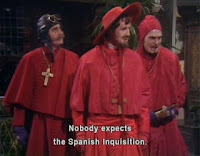 Nobody expects
the Spanish Inquisition.